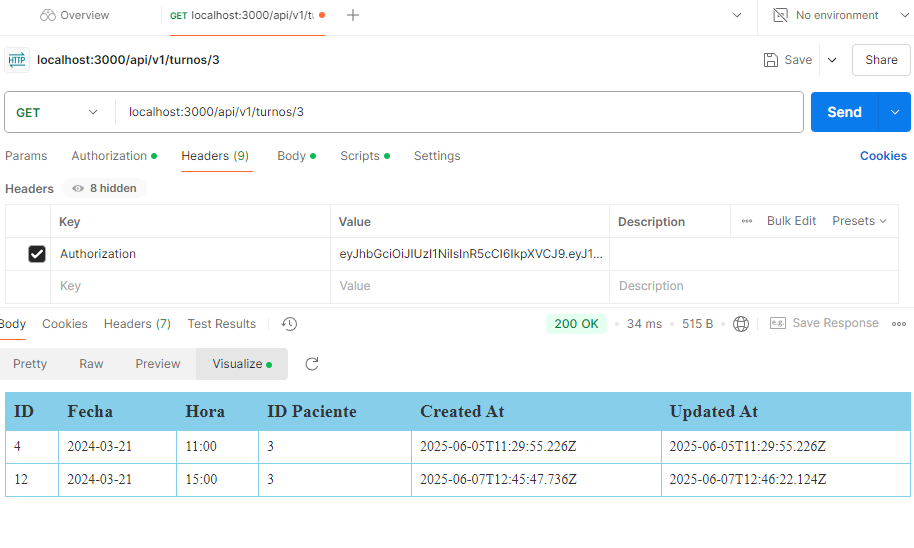 Overview
GET localhost:3000/api/v1/tu
No environment
HTTP localhost:3000/api/v1/turnos/3
Save
Share
GET
localhost:3000/api/v1/turnos/3
Send
Params Authorization Headers (9) Body Scripts Settings Cookies
Headers 8 hidden
Key Value Description Bulk Edit Presets
Authorization eyJhbGciOiJIUzI1NiIsInR5cCI6IkpXVCJ9.eyJ1...
Key Value Description
Body Cookies Headers (7) Test Results 200 OK 34 ms 515 B e.g. Save Response
Pretty Raw Preview Visualize
ID Fecha Hora ID Paciente Created At Updated At
4 2024-03-21 11:00 3 2025-06-05T11:29:55.226Z 2025-06-05T11:29:55.226Z
12 2024-03-21 15:00 3 2025-06-07T12:45:47.736Z 2025-06-07T12:46:22.124Z